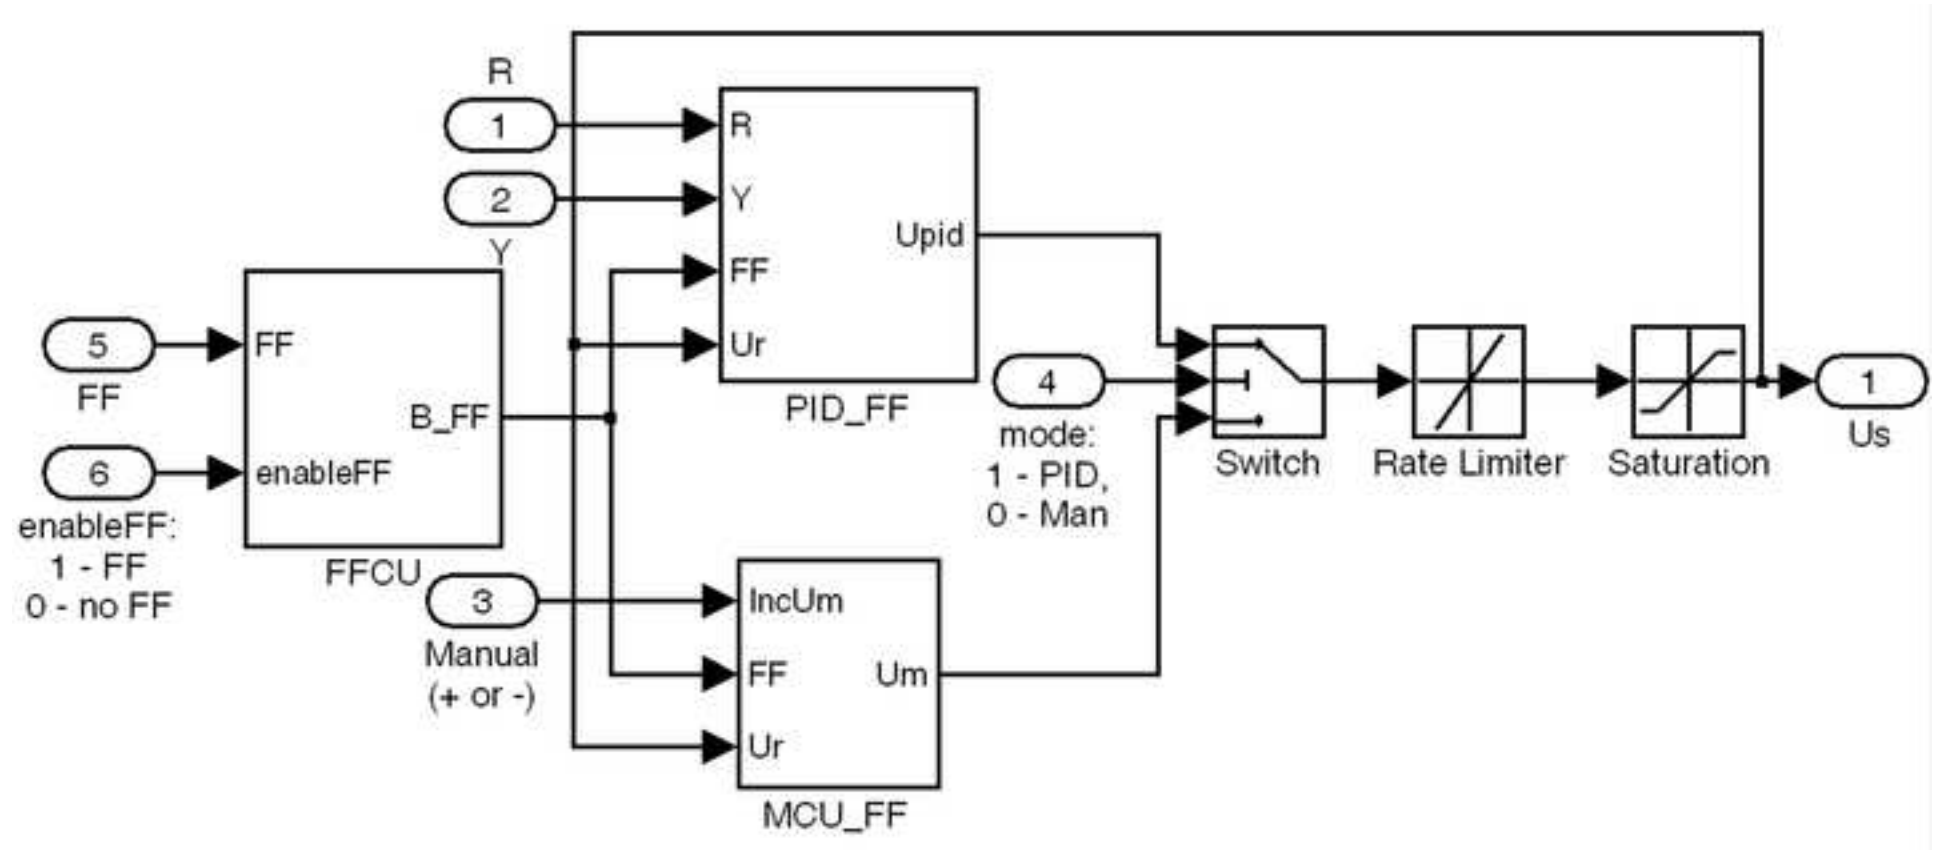 R
1
R
2
Y
Y
Upid
FF
Ur
PID_FF
5
FF
FF
B_FF
6
enableFF
enableFF:
1 - FF
0 - no FF
FFCU
4
mode:
1 - PID,
0 - Man
Switch
Rate Limiter
Saturation
1
Us
3
Manual
(+ or -)
IncUm
FF
Um
Ur
MCU_FF